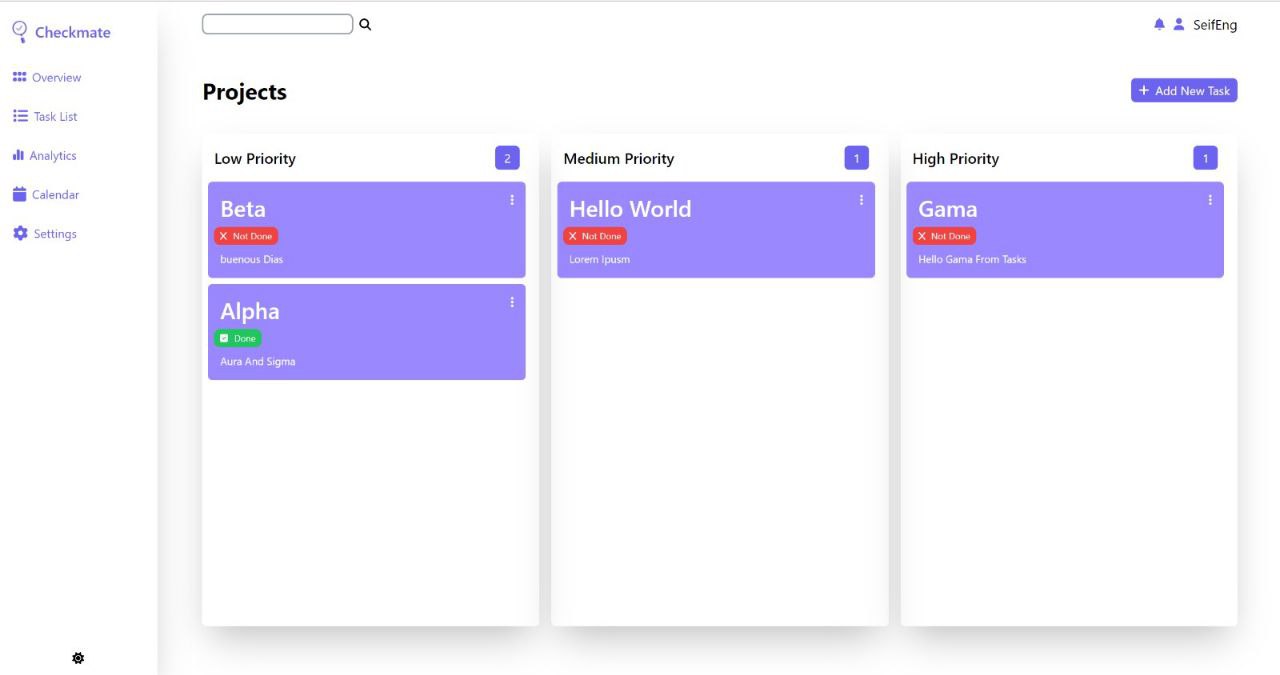 Checkmate
Overview
Task List
Analytics
Calendar
Settings
SeifEng
Projects
Add New Task
Low Priority
2
Beta
Not Done
buenous Dias
Alpha
Done
Aura And Sigma
Medium Priority
1
Hello World
Not Done
Lorem Ipusm
High Priority
1
Gama
Not Done
Hello Gama From Tasks